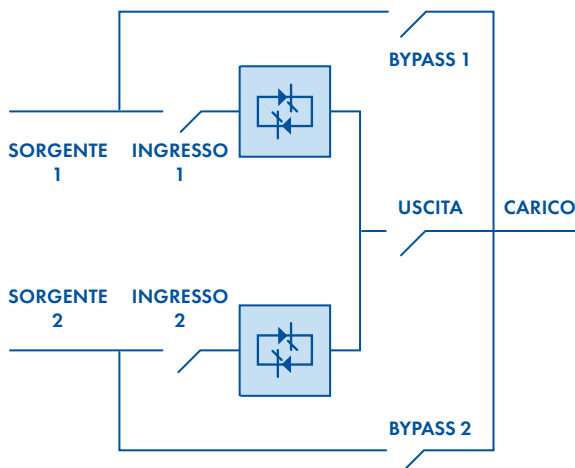 BYPASS 1
SORGENTE
1
INGRESSO
1
USCITA
CARICO
SORGENTE
2
INGRESSO
2
BYPASS 2